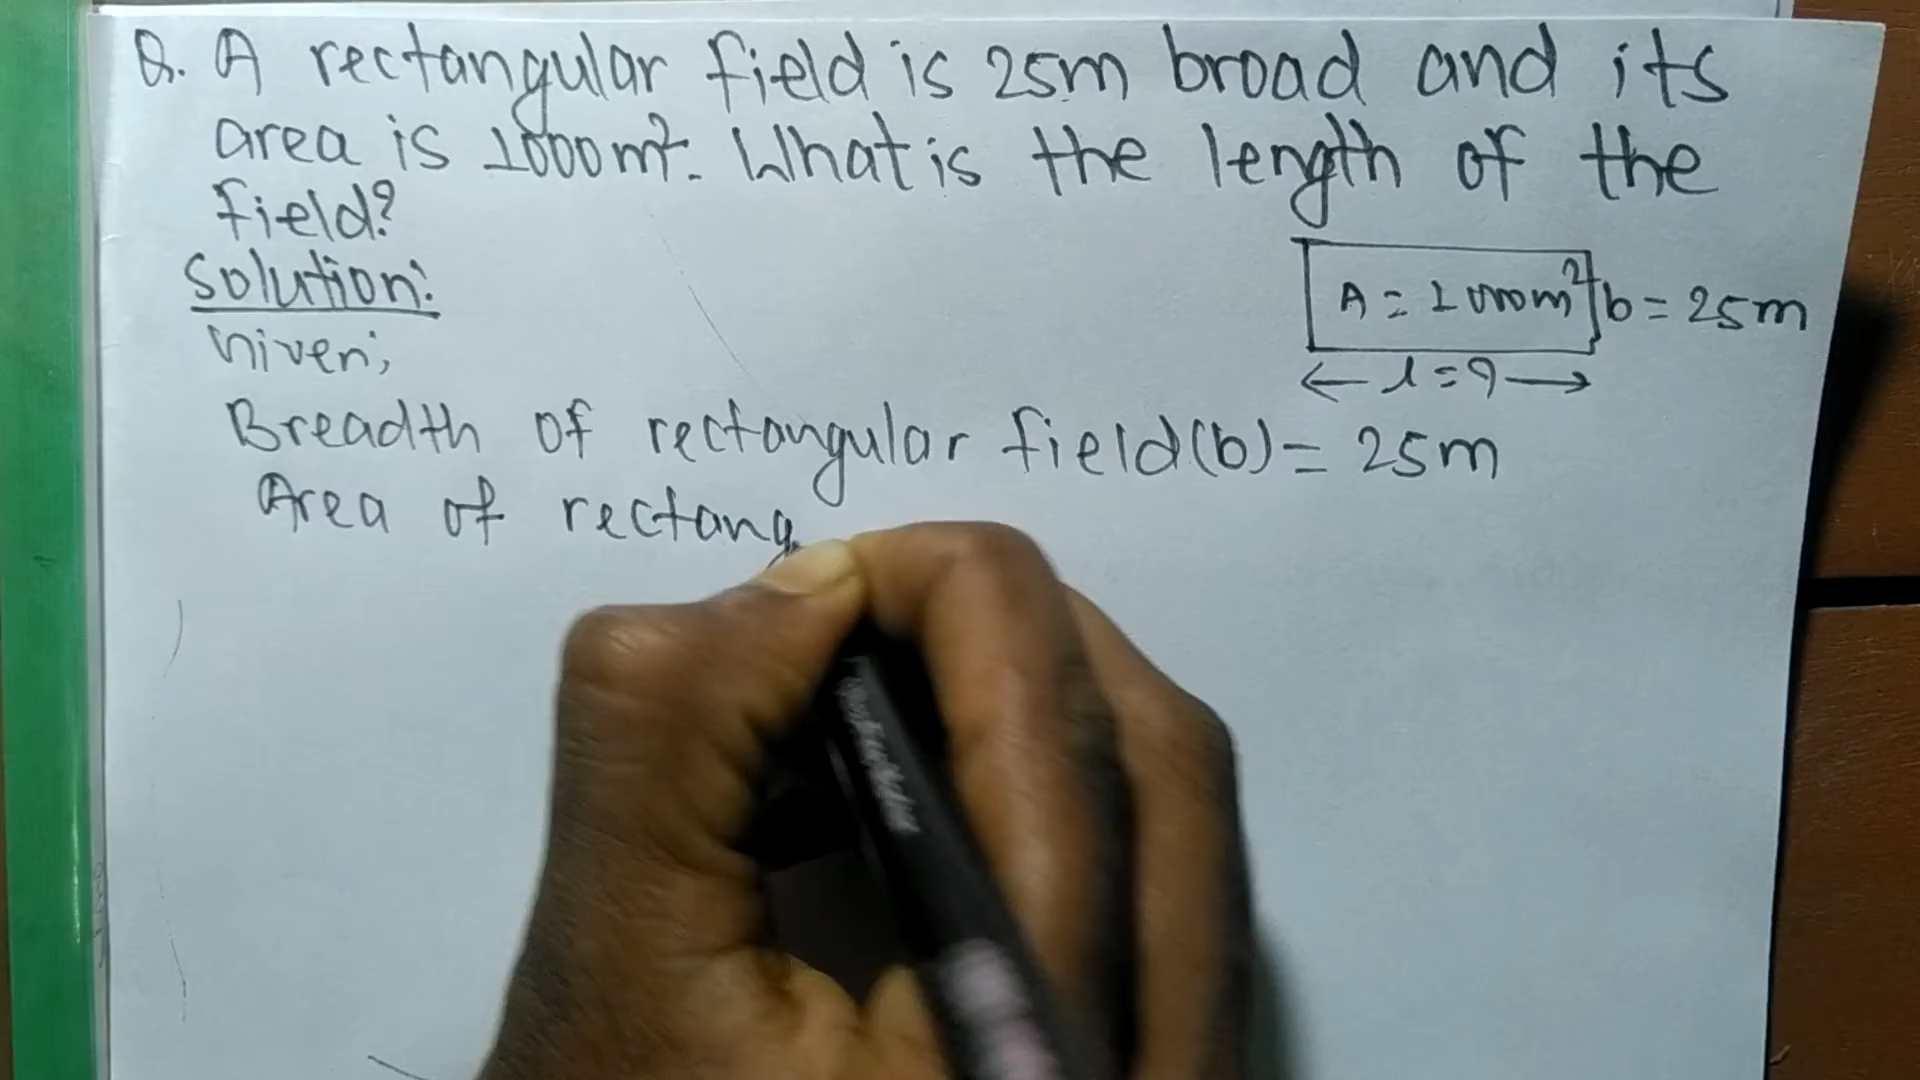 Q. A rectangular field is 25m broad and its
area is 1000m². What is the length of the
field?
Solution:
Given;
A = 1000m²
b = 25m
← l = ? →
Breadth of rectangular field(b) = 25m
Area of rectang